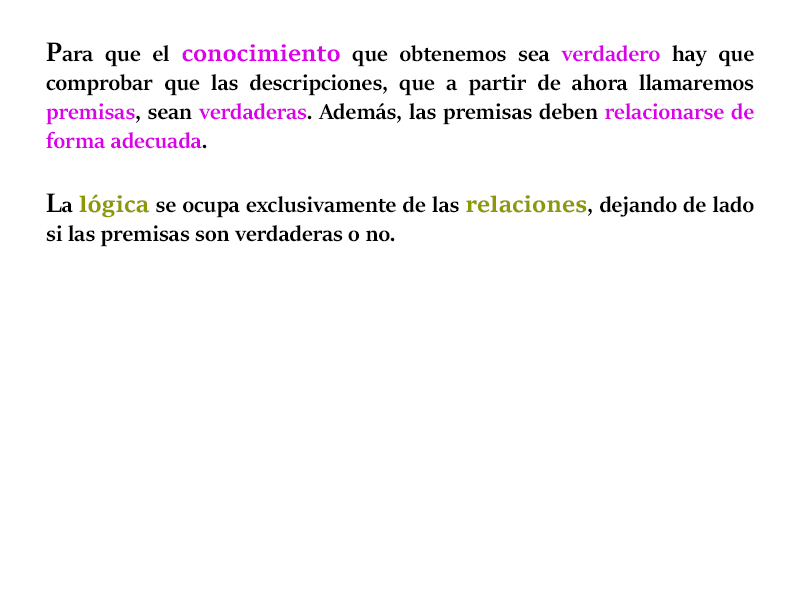 Para que el conocimiento que obtenemos sea verdadero hay que
comprobar que las descripciones, que a partir de ahora llamaremos
premisas, sean verdaderas. Además, las premisas deben relacionarse de
forma adecuada.
La lógica se ocupa exclusivamente de las relaciones, dejando de lado
si las premisas son verdaderas o no.